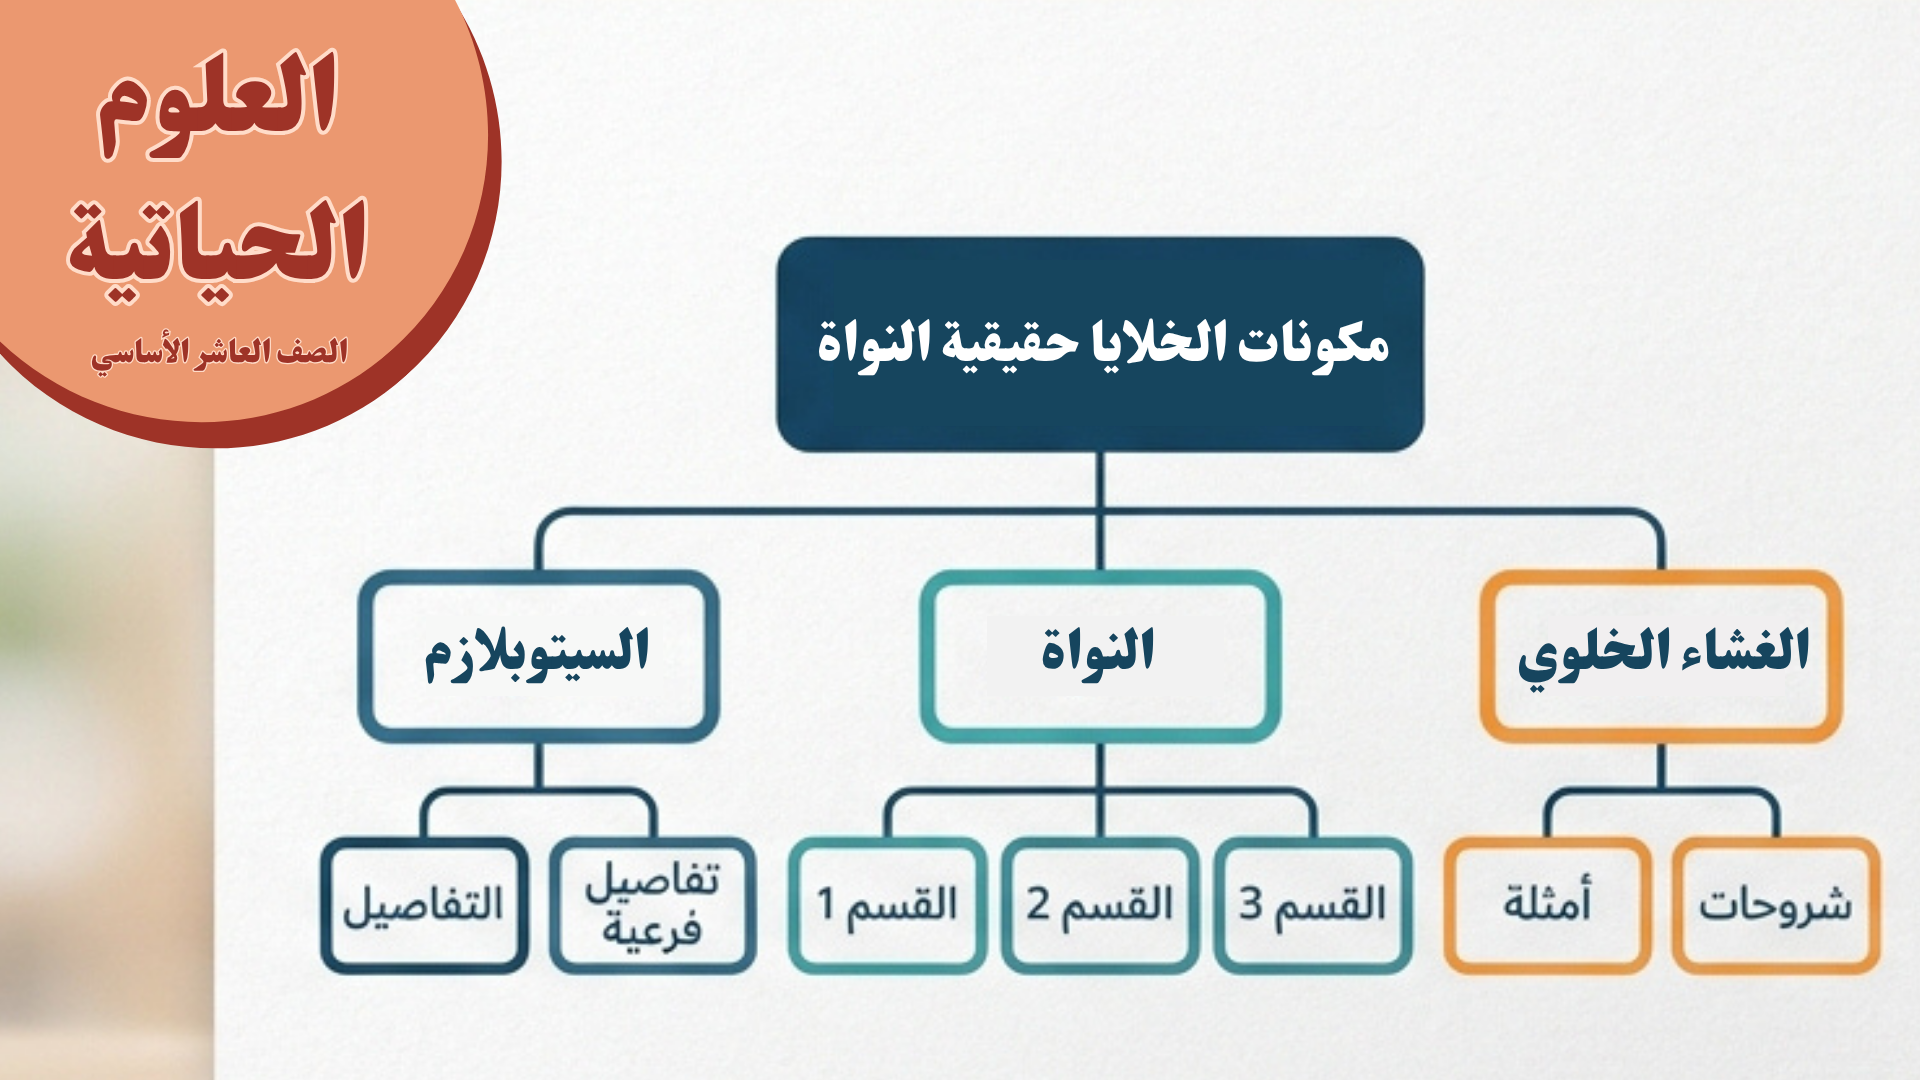 العلوم
الحياتية
الصف العاشر الأساسي
مكونات الخلايا حقيقية النواة
الغشاء الخلوي
النواة
السيتوبلازم
شروحات
أمثلة
القسم 3
القسم 2
القسم 1
تفاصيل
فرعية
التفاصيل